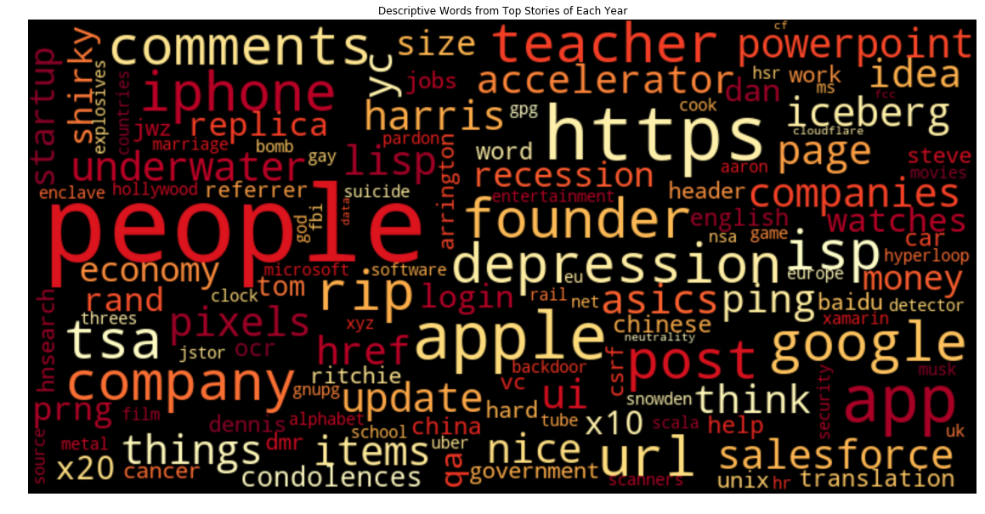 Descriptive Words from Top Stories of Each Year
comments
size
teacher
powerpoint
cf
shirky
explosives
countries
startup
iphone
yc
jobs
accelerator
dan
hsr
work
ms
idea
fcc
jwz
replica
harris
gpg
cook
https
iceberg
cloudflare
marriage
bomb
pardon
underwater
gay
lisp
word
aaron
page
steve
movies
recession
enclave
hollywood
referrer
suicide
arrington
entertainment
header
companies
people
god
fbi
data
founder
english
watches
nsa
game
car
hyperloop
economy
microsoft
software
depression
eu
isp
europe
money
rand
clock
tom
rip
login
rail
net
asics
ping
baidu
detector
threes
tsa
pixels
xyz
apple
chinese
neutrality
xamarin
google
hnsearch
jstor
ocr
href
backdoor
csrf
post
musk
company
gnupg
ritchie
update
vc
hard
ui
snowden
think
security
app
prng
film
dennis
alphabet
school
china
tube
x10
scala
help
uk
source
metal
things
dmr
items
uber
qa
nice
url
salesforce
x20
cancer
condolences
government
scanners
unix
hr
translation